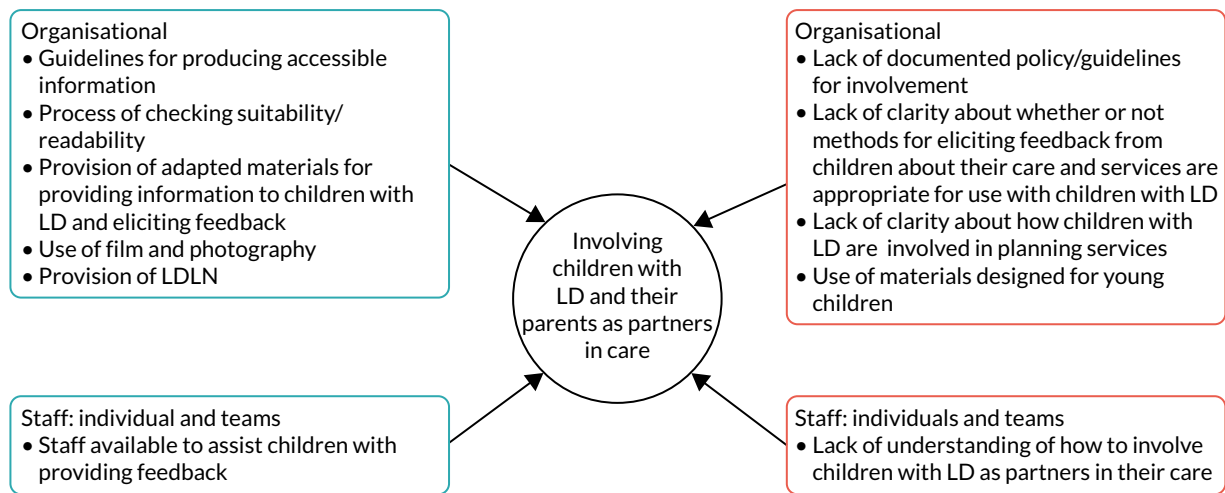 Organisational
• Guidelines for producing accessible
information
• Process of checking suitability/
readability
• Provision of adapted materials for
providing information to children with
LD and eliciting feedback
• Use of film and photography
• Provision of LDLN
Organisational
• Lack of documented policy/guidelines
for involvement
• Lack of clarity about whether or not
methods for eliciting feedback from
children about their care and services are
appropriate for use with children with LD
• Lack of clarity about how children with
LD are involved in planning services
• Use of materials designed for young
children
Involving
children with
LD and their
parents as partners
in care
Staff: individual and teams
• Staff available to assist children with
providing feedback
Staff: individuals and teams
• Lack of understanding of how to involve
children with LD as partners in their care